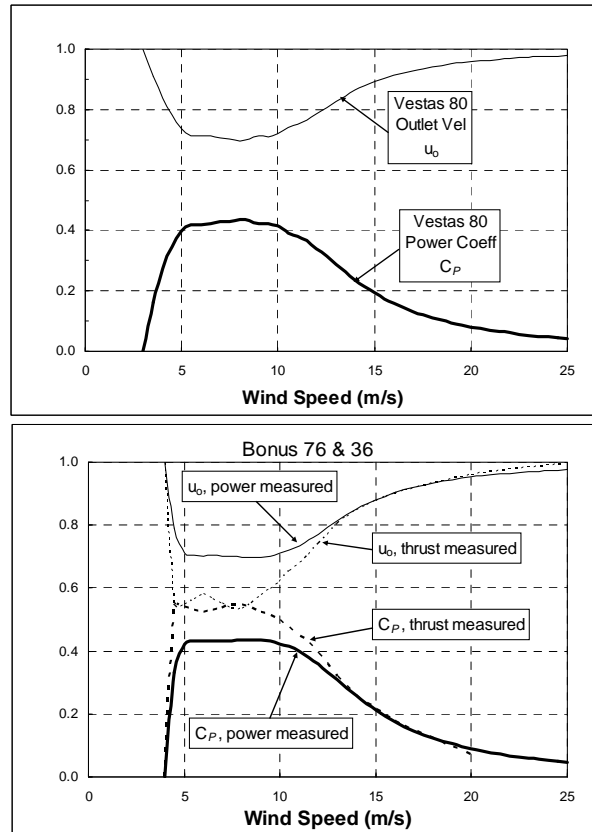 1.0
0.8
0.6
0.4
0.2
0.0
Vestas 80
Outlet Vel
uo
Vestas 80
Power Coeff
CP
0 5 10 15 20 25
Wind Speed (m/s)
Bonus 76 & 36
1.0
0.8
0.6
0.4
0.2
0.0
uo, power measured
uo, thrust measured
CP, thrust measured
CP, power measured
0 5 10 15 20 25
Wind Speed (m/s)